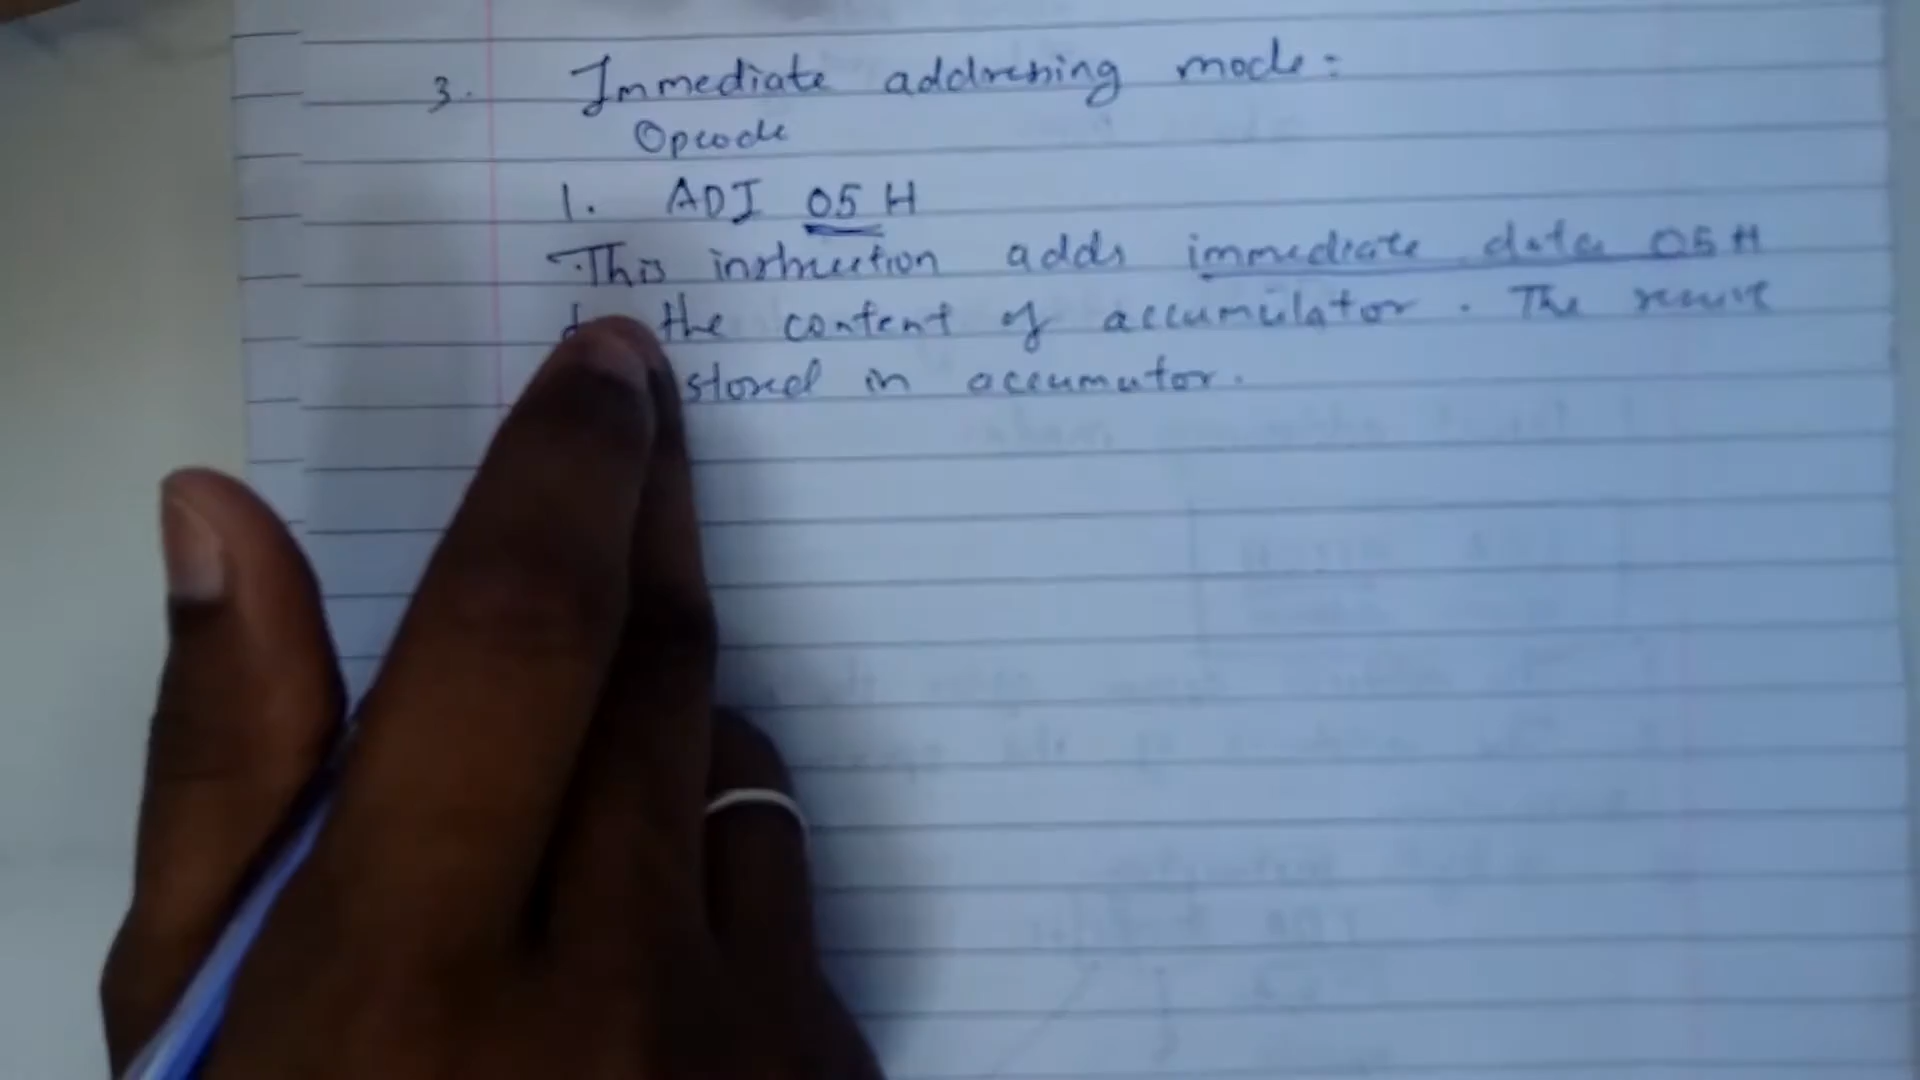 3. Immediate addressing mode:
Opcode
1. ADI 05 H
This instruction adds immediate data 05 H
the content of accumulator. The result
stored in accumutor.